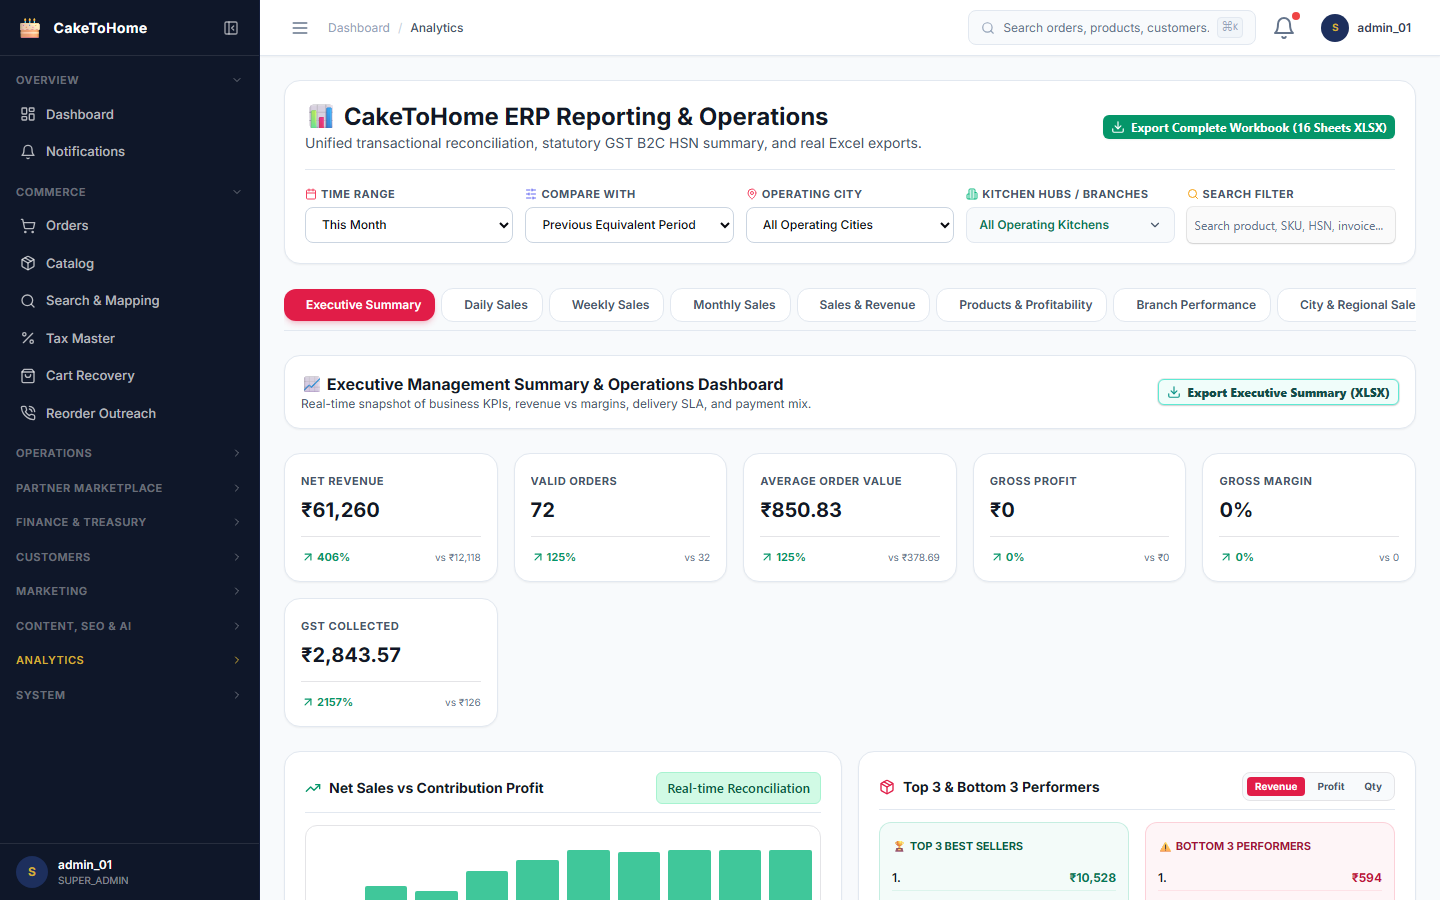 CakeToHome
Dashboard / Analytics
Search orders, products, customers.
⌘K
S
admin_01
OVERVIEW
Dashboard
Notifications
COMMERCE
Orders
Catalog
Search & Mapping
Tax Master
Cart Recovery
Reorder Outreach
OPERATIONS
PARTNER MARKETPLACE
FINANCE & TREASURY
CUSTOMERS
MARKETING
CONTENT, SEO & AI
ANALYTICS
SYSTEM
S
admin_01
SUPER_ADMIN
CakeToHome ERP Reporting & Operations
Unified transactional reconciliation, statutory GST B2C HSN summary, and real Excel exports.
Export Complete Workbook (16 Sheets XLSX)
TIME RANGE
This Month
COMPARE WITH
Previous Equivalent Period
OPERATING CITY
All Operating Cities
KITCHEN HUBS / BRANCHES
All Operating Kitchens
SEARCH FILTER
Search product, SKU, HSN, invoice...
Executive Summary
Daily Sales
Weekly Sales
Monthly Sales
Sales & Revenue
Products & Profitability
Branch Performance
City & Regional Sale
Executive Management Summary & Operations Dashboard
Real-time snapshot of business KPIs, revenue vs margins, delivery SLA, and payment mix.
Export Executive Summary (XLSX)
NET REVENUE
₹61,260
406% vs ₹12,118
VALID ORDERS
72
125% vs 32
AVERAGE ORDER VALUE
₹850.83
125% vs ₹378.69
GROSS PROFIT
₹0
0% vs ₹0
GROSS MARGIN
0%
0% vs 0
GST COLLECTED
₹2,843.57
2157% vs ₹126
Net Sales vs Contribution Profit
Real-time Reconciliation
Top 3 & Bottom 3 Performers
Revenue
Profit
Qty
TOP 3 BEST SELLERS
1. ₹10,528
BOTTOM 3 PERFORMERS
1. ₹594